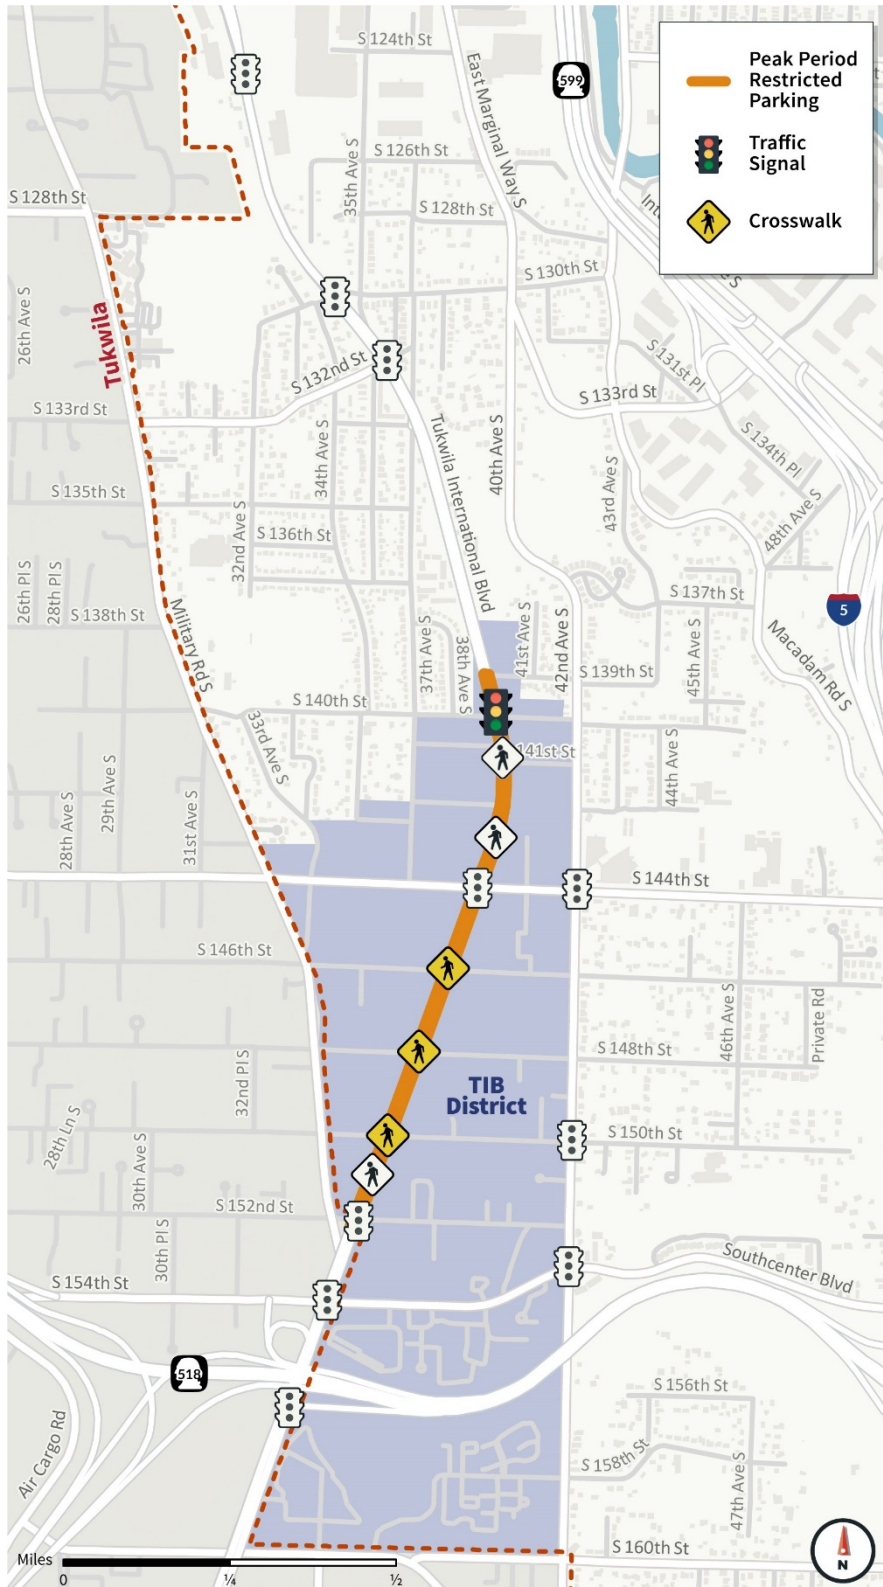 S 124th St
East Marginal Way S
599
Peak Period
Restricted
Parking
Traffic
Signal
Crosswalk
S 126th St
35th Ave S
S 128th St
S 128th St
S 130th St
26th Ave S
Tukwila
S 132nd St
S 131st Pl
S 133rd St
S 133rd St
Tukwila International Blvd
40th Ave S
34th Ave S
S 134th Pl
43rd Ave S
48th Ave S
S 135th St
32nd Ave S
S 136th St
26th Pl S
28th Pl S
S 137th St
5
S 138th St
Military Rd S
37th Ave S
38th Ave S
41st Ave S
42nd Ave S
S 139th St
45th Ave S
Macadam Rd S
S 140th St
33rd Ave S
141st St
44th Ave S
28th Ave S
29th Ave S
31st Ave S
S 144th St
S 146th St
46th Ave S
Private Rd
S 148th St
32nd Pl S
TIB
District
28th Ln S
30th Ave S
S 150th St
S 152nd St
30th Pl S
S 154th St
Southcenter Blvd
518
S 156th St
Air Cargo Rd
S 158th St
47th Ave S
S 160th St
N
Miles
0
¼
½